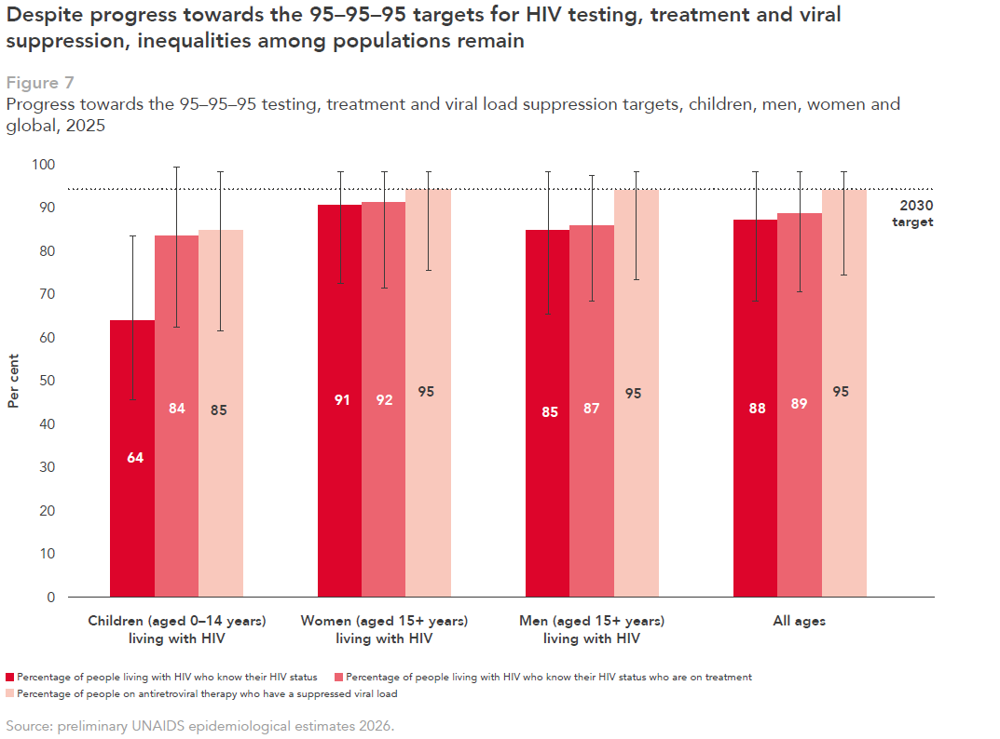 Despite progress towards the 95–95–95 targets for HIV testing, treatment and viral
suppression, inequalities among populations remain
Figure 7
Progress towards the 95–95–95 testing, treatment and viral load suppression targets, children, men, women and
global, 2025
100
90
80
70
60
50
40
30
20
10
0
Per cent
2030
target
64
84
85
91
92
95
85
87
95
88
89
95
Children (aged 0–14 years)
living with HIV
Women (aged 15+ years)
living with HIV
Men (aged 15+ years)
living with HIV
All ages
Percentage of people living with HIV who know their HIV status
Percentage of people living with HIV who know their HIV status who are on treatment
Percentage of people on antiretroviral therapy who have a suppressed viral load
Source: preliminary UNAIDS epidemiological estimates 2026.